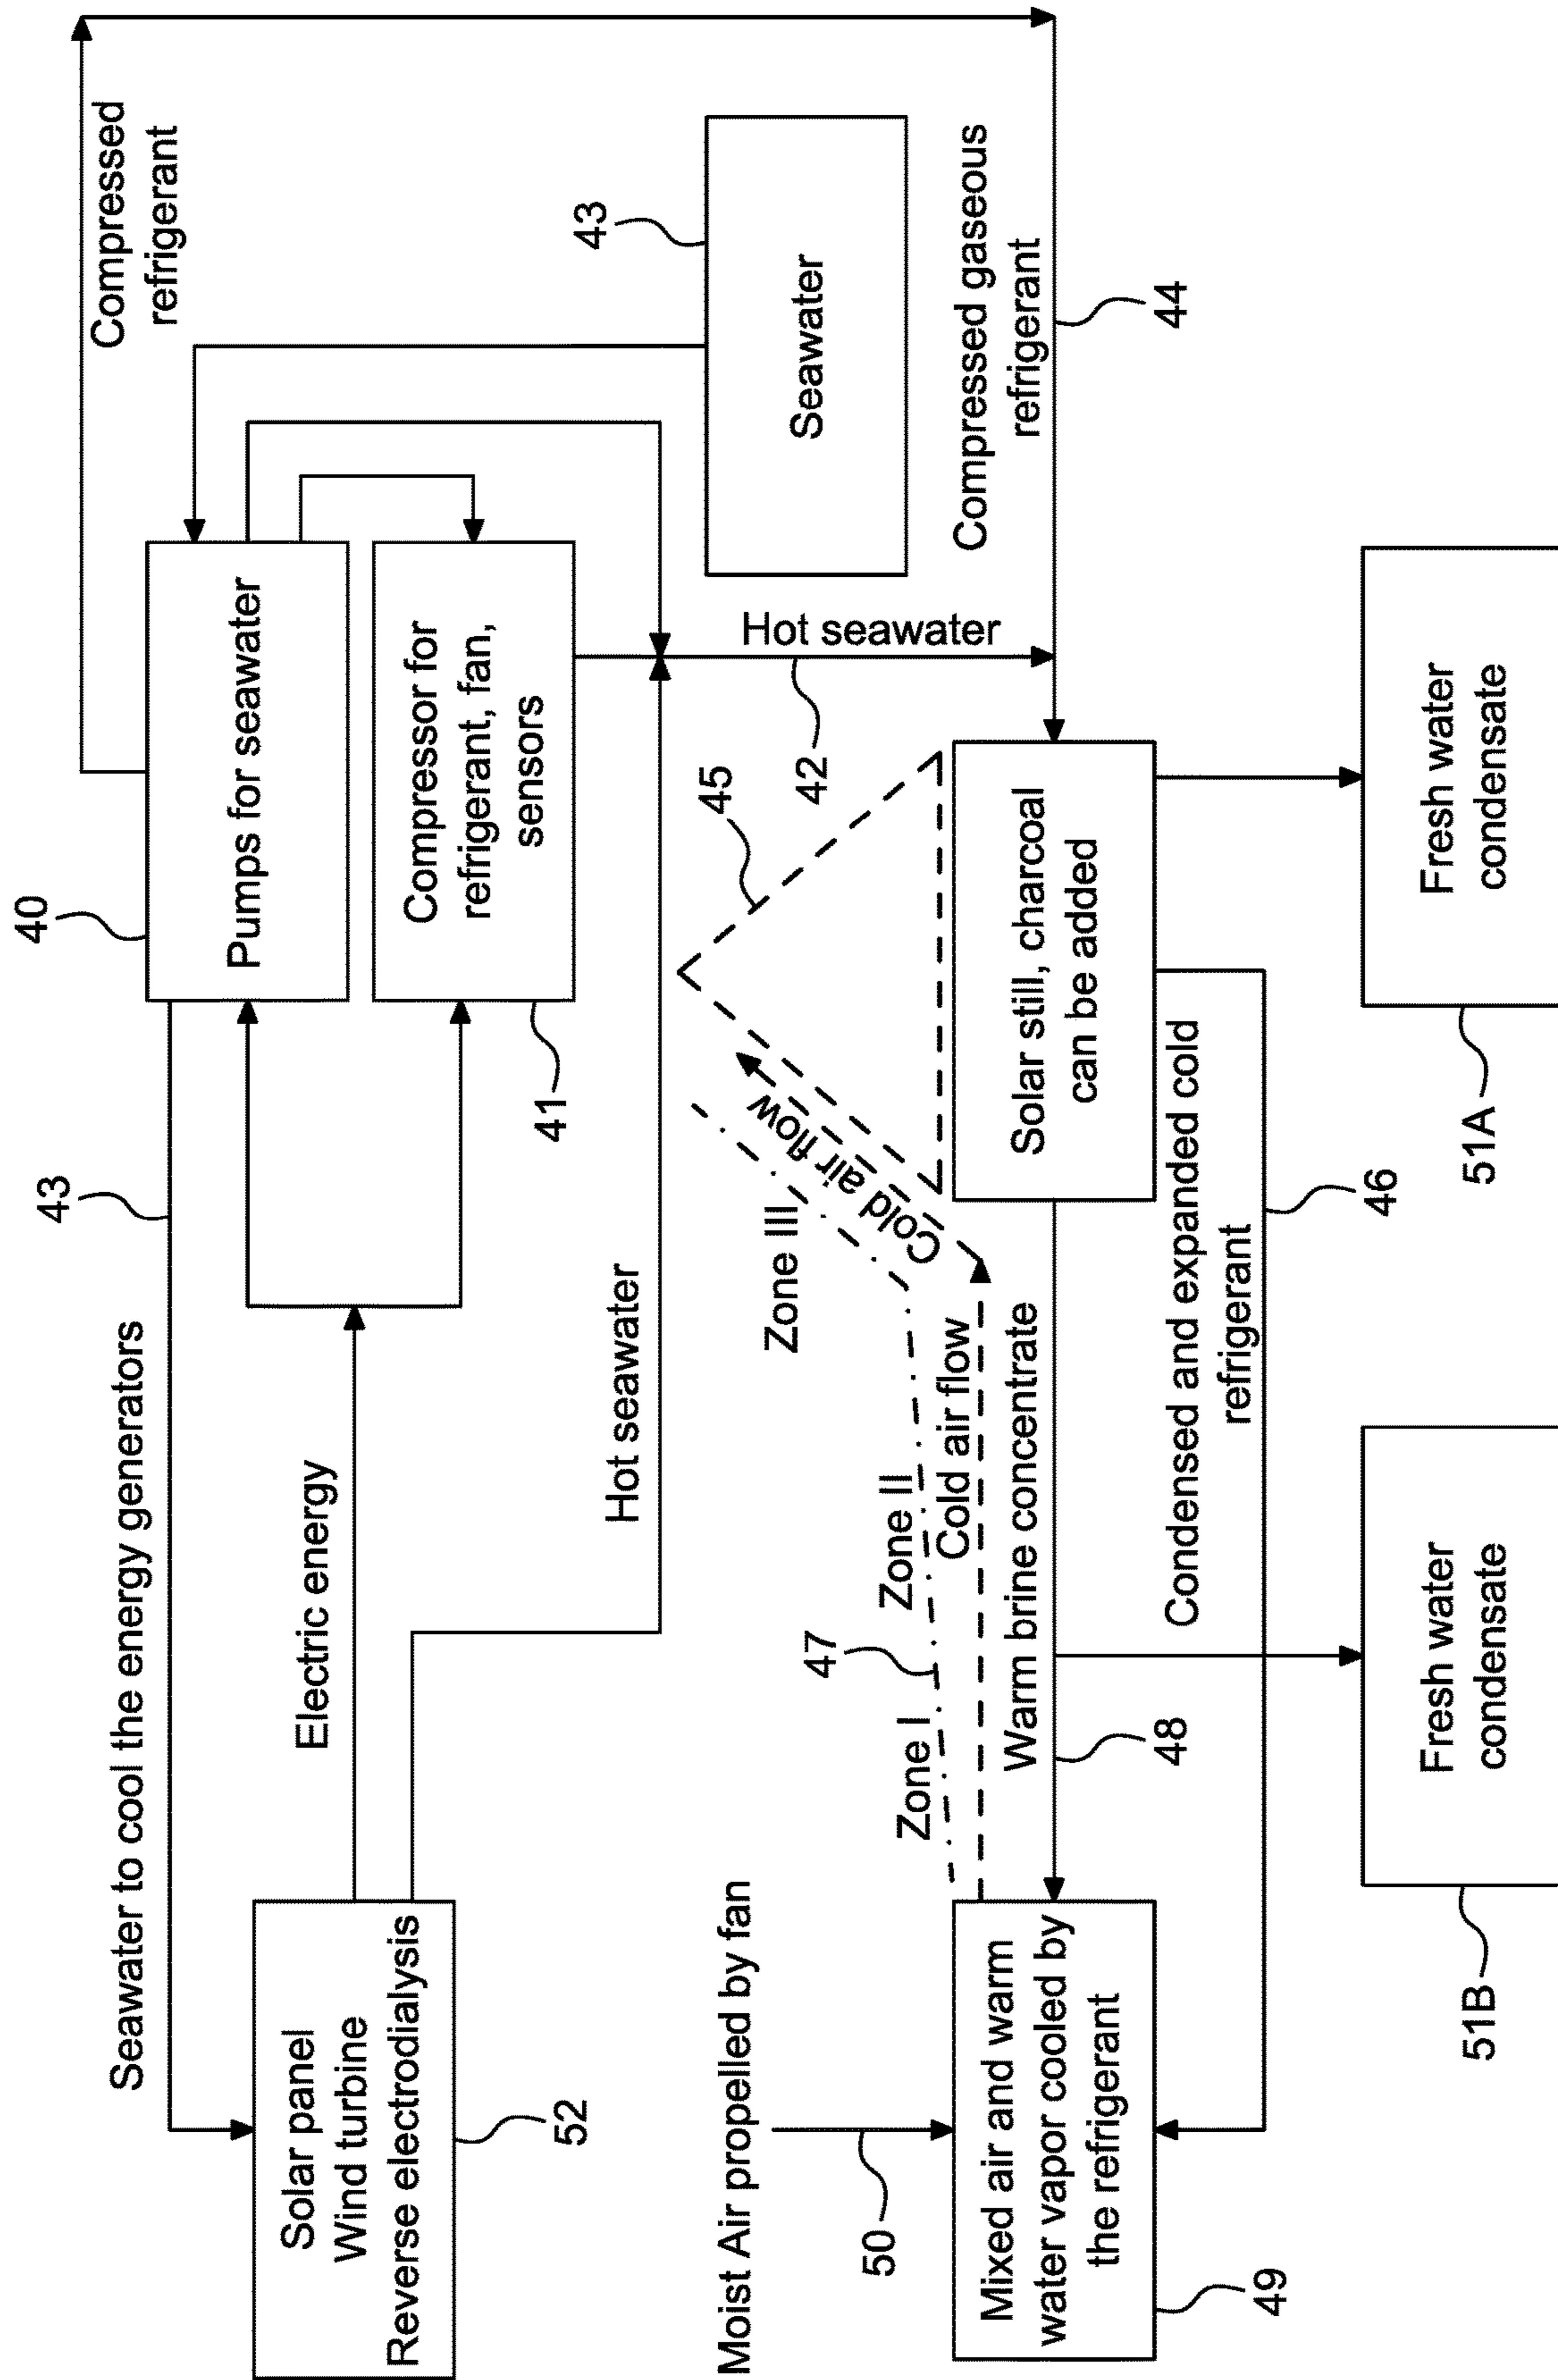 Seawater to cool the energy generators
43
40
Compressed
refrigerant
Solar panel
Wind turbine
Reverse electrodialysis
52
Electric energy
Pumps for seawater
Compressor for
refrigerant, fan,
sensors
41
Hot seawater
43
Seawater
Hot seawater
42
Moist Air propelled by fan
50
Zone I
47
Zone II
Zone III
Cold air flow
Cold air flow
45
Compressed gaseous
refrigerant
44
Mixed air and warm
water vapor cooled by
the refrigerant
49
Warm brine concentrate
48
Solar still, charcoal
can be added
Condensed and expanded cold
refrigerant
46
Fresh water
condensate
51B
Fresh water
condensate
51A